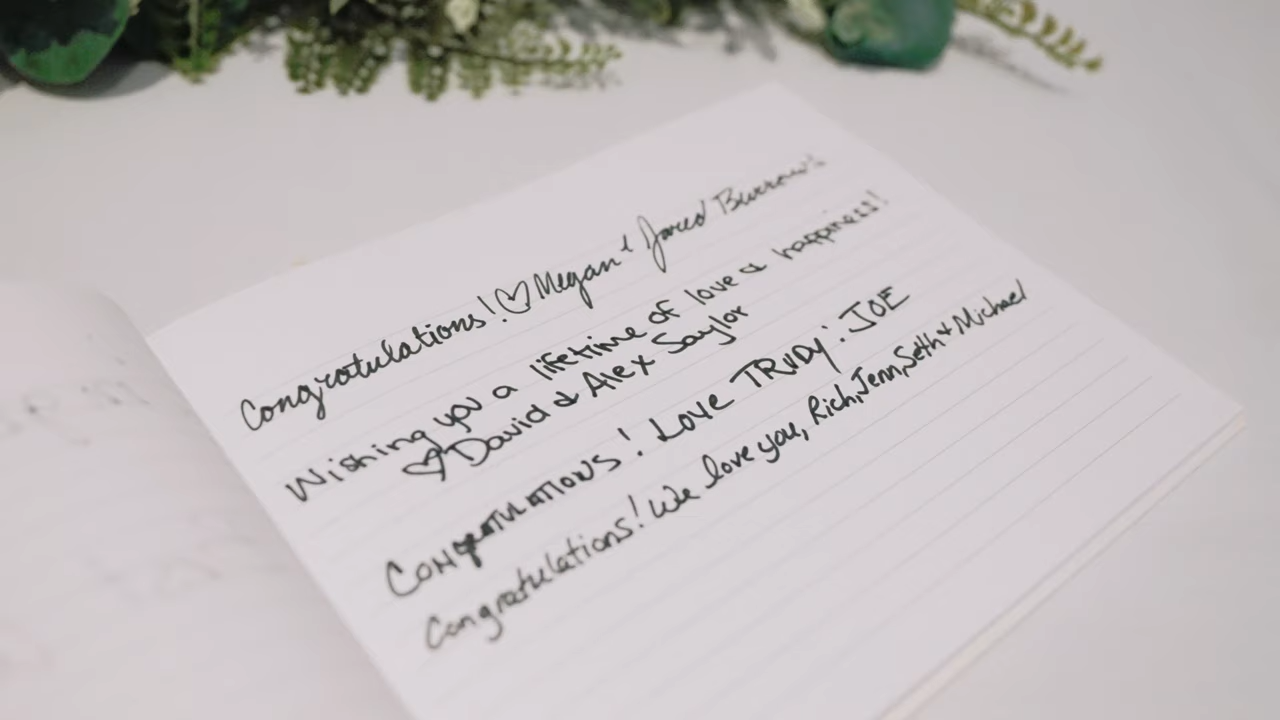 Congratulations! ♡ Megan & Jared
Wishing you a lifetime of love & happiness!
♡ David & Alex Saylor
CONGRATULATIONS! LOVE TRUDY: JOE
Congratulations! We love you, Rich, Jenn, Seth & Michael